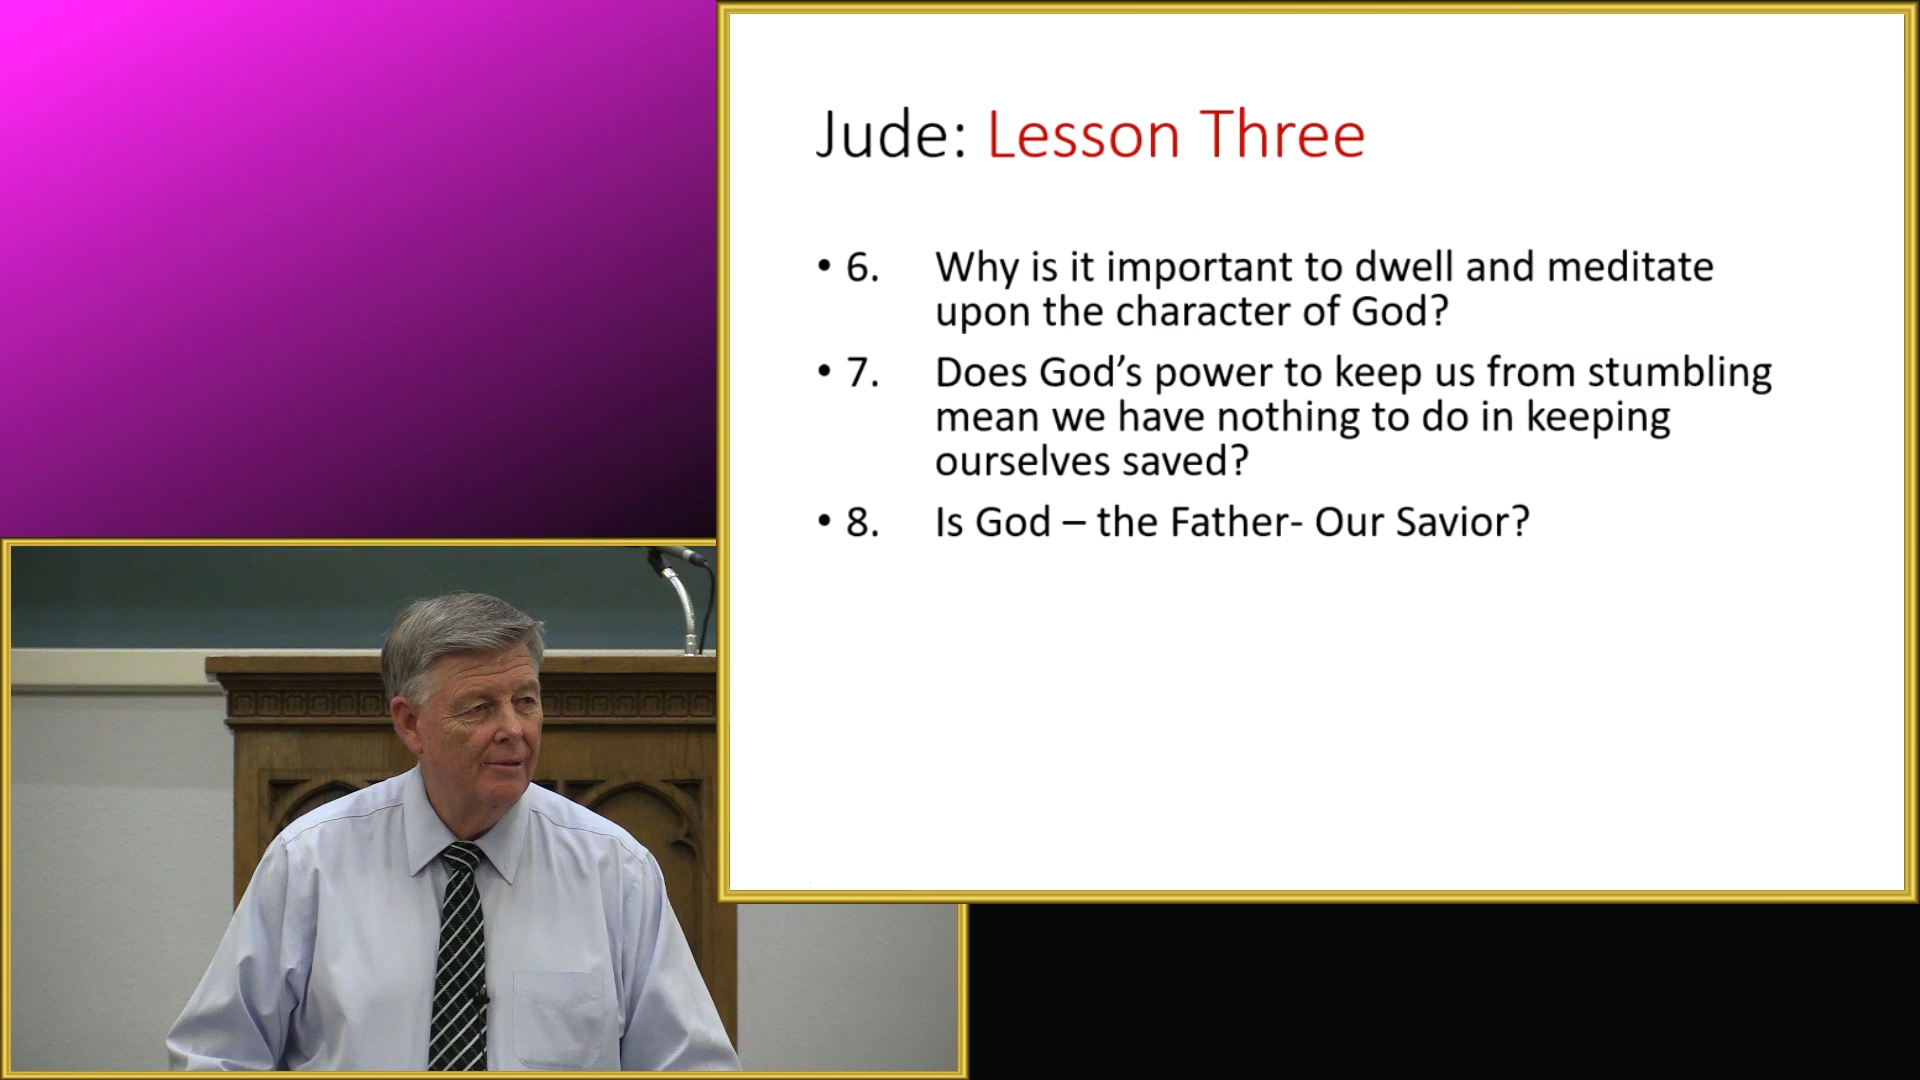 Jude: Lesson Three
• 6. Why is it important to dwell and meditate
upon the character of God?
• 7. Does God’s power to keep us from stumbling
mean we have nothing to do in keeping
ourselves saved?
• 8. Is God – the Father- Our Savior?